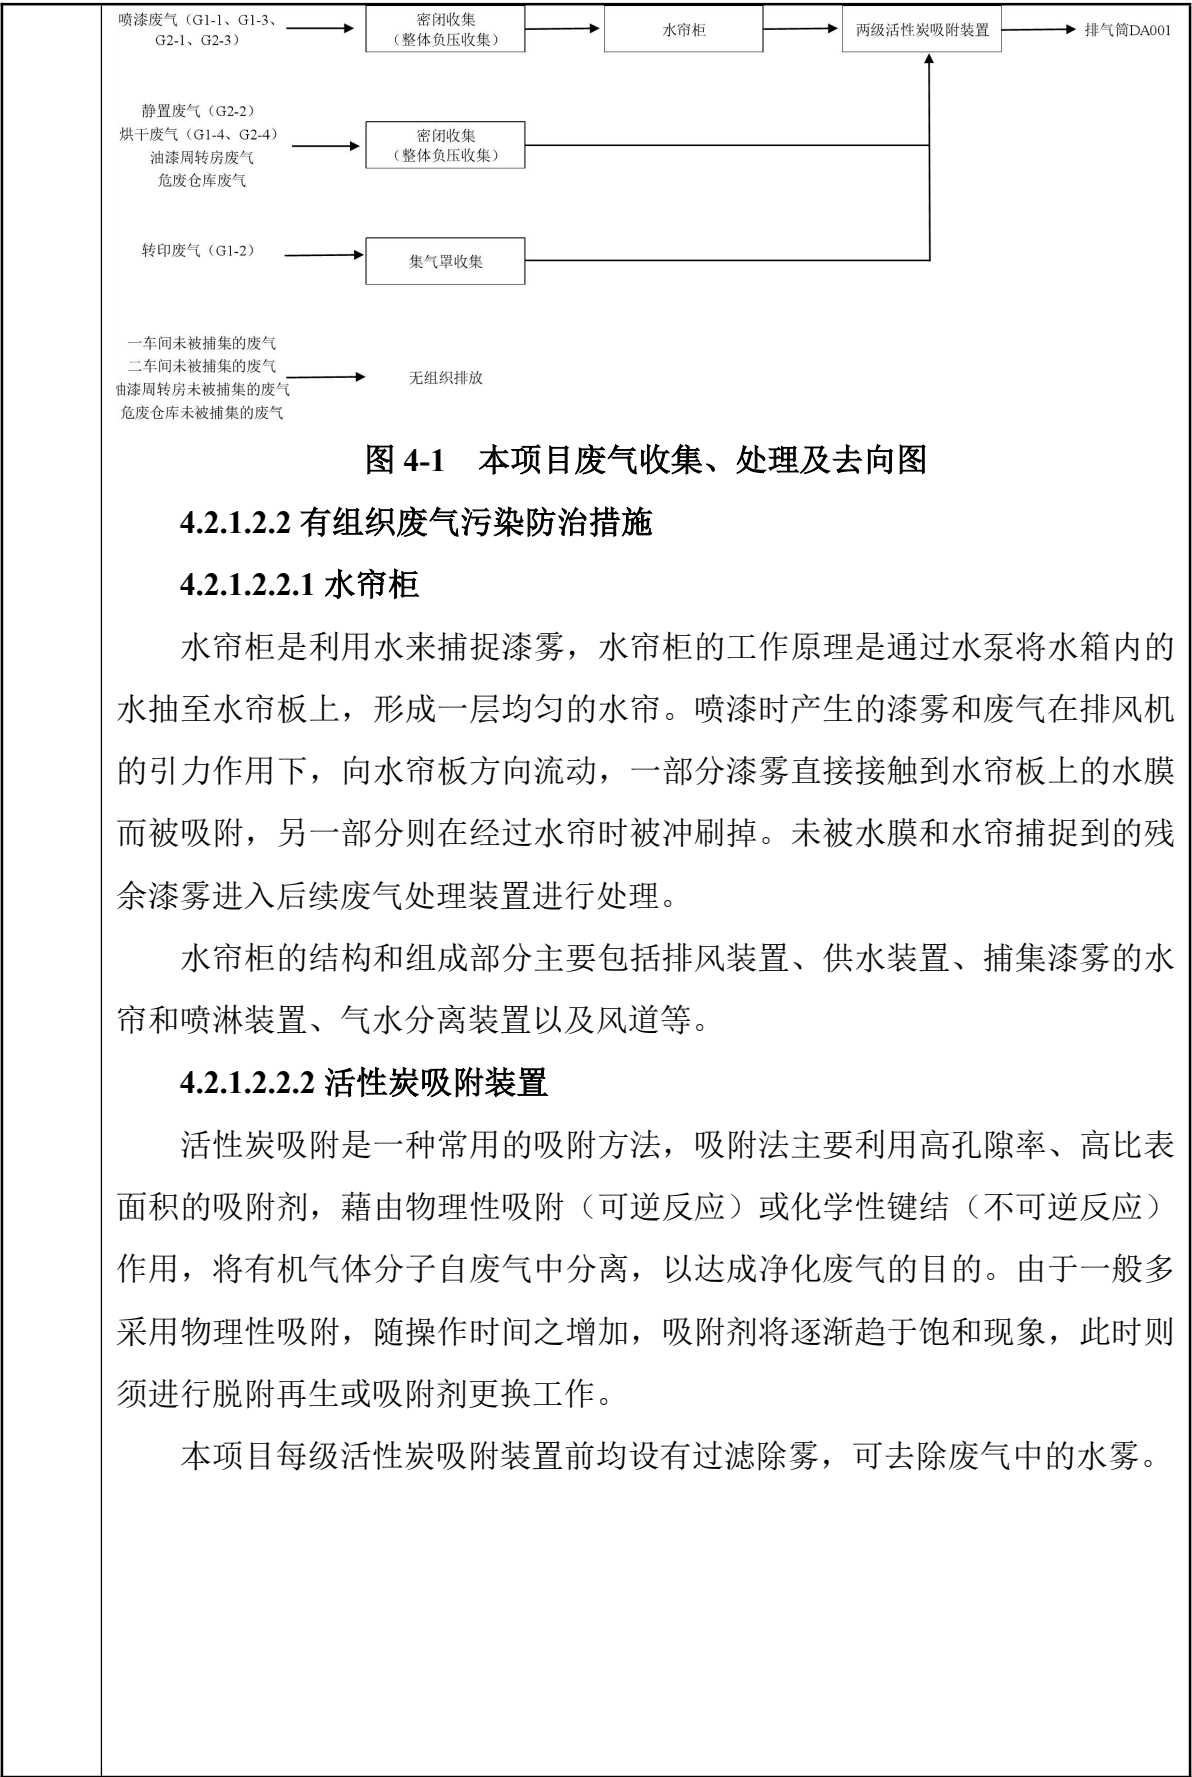 喷漆废气（G1-1、G1-3、
G2-1、G2-3）
密闭收集
（整体负压收集）
水帘柜
两级活性炭吸附装置
排气筒DA001
静置废气（G2-2）
烘干废气（G1-4、G2-4）
油漆周转房废气
危废仓库废气
密闭收集
（整体负压收集）
转印废气（G1-2）
集气罩收集
一车间未被捕集的废气
二车间未被捕集的废气
油漆周转房未被捕集的废气
危废仓库未被捕集的废气
无组织排放
图 4-1 本项目废气收集、处理及去向图
4.2.1.2.2 有组织废气污染防治措施
4.2.1.2.2.1 水帘柜
水帘柜是利用水来捕捉漆雾，水帘柜的工作原理是通过水泵将水箱内的
水抽至水帘板上，形成一层均匀的水帘。喷漆时产生的漆雾和废气在排风机
的引力作用下，向水帘板方向流动，一部分漆雾直接接触到水帘板上的水膜
而被吸附，另一部分则在经过水帘时被冲刷掉。未被水膜和水帘捕捉到的残
余漆雾进入后续废气处理装置进行处理。
水帘柜的结构和组成部分主要包括排风装置、供水装置、捕集漆雾的水
帘和喷淋装置、气水分离装置以及风道等。
4.2.1.2.2.2 活性炭吸附装置
活性炭吸附是一种常用的吸附方法，吸附法主要利用高孔隙率、高比表
面积的吸附剂，藉由物理性吸附（可逆反应）或化学性键结（不可逆反应）
作用，将有机气体分子自废气中分离，以达成净化废气的目的。由于一般多
采用物理性吸附，随操作时间之增加，吸附剂将逐渐趋于饱和现象，此时则
须进行脱附再生或吸附剂更换工作。
本项目每级活性炭吸附装置前均设有过滤除雾，可去除废气中的水雾。